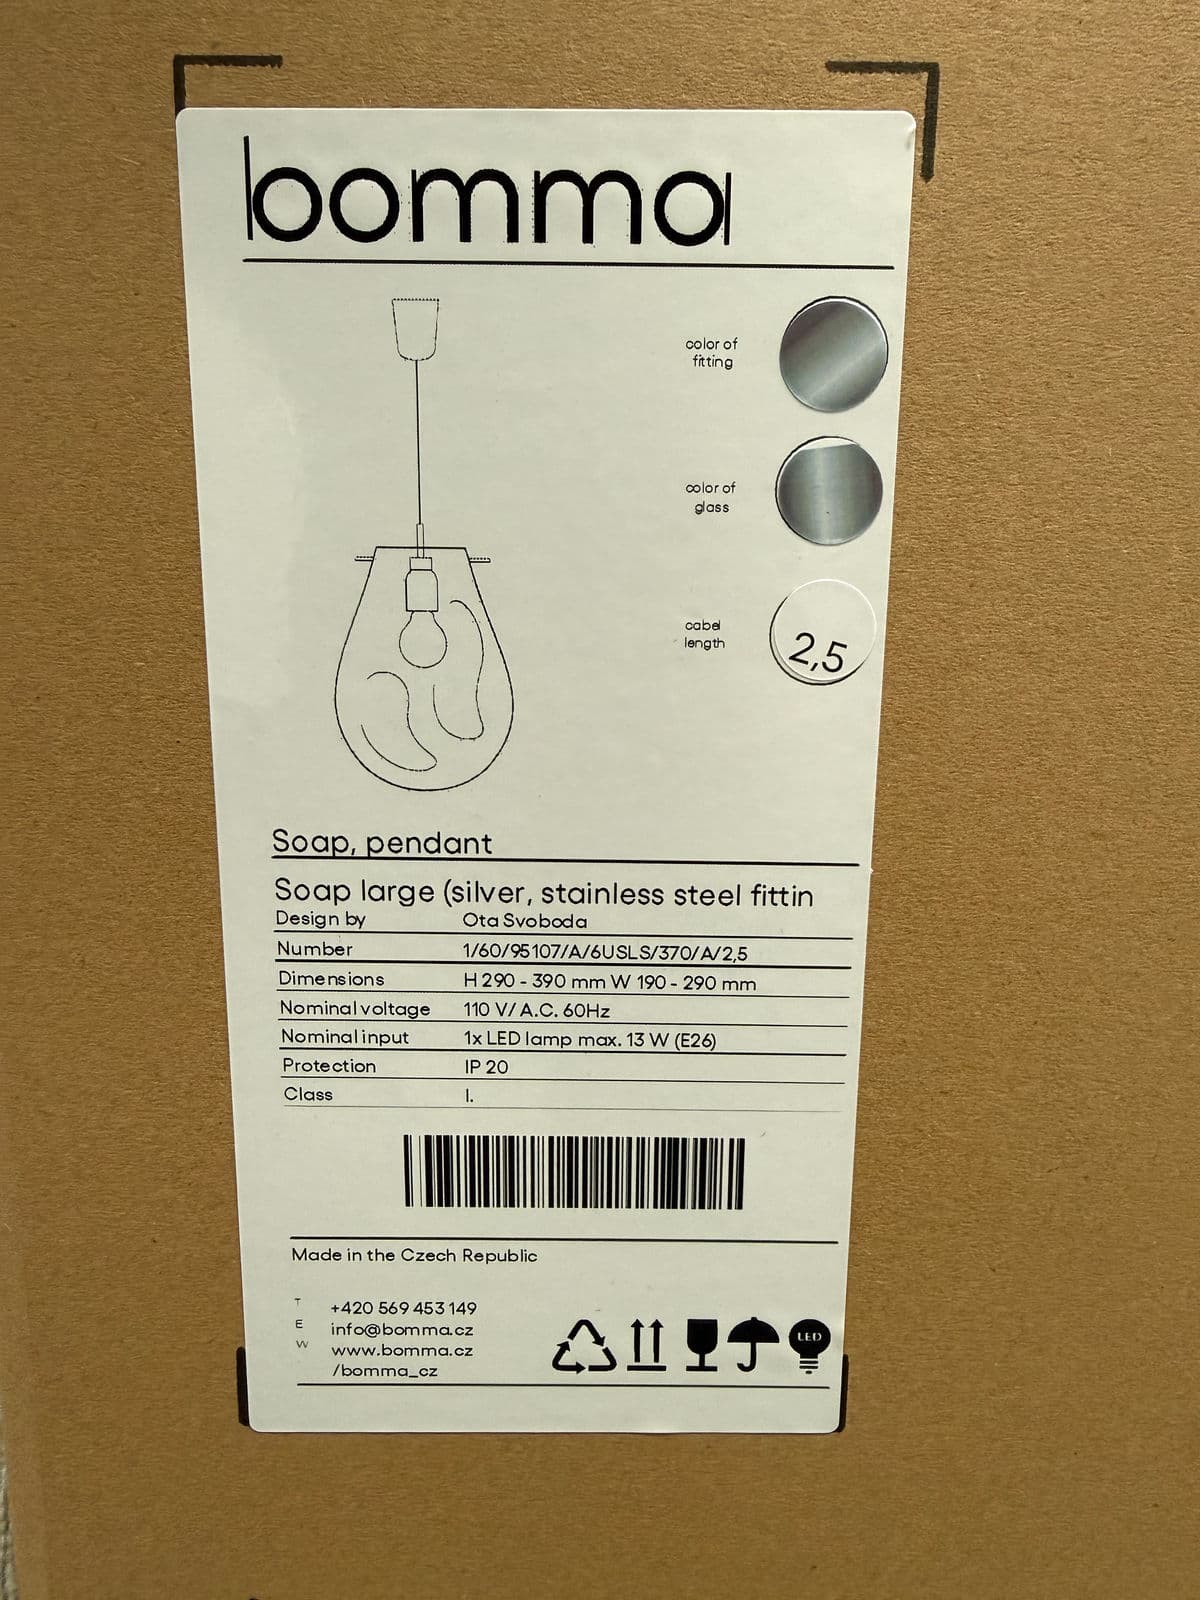 bomma
color of
fitting
color of
glass
cabel
length
2,5
Soap, pendant
Soap large (silver, stainless steel fittin
Design by Ota Svoboda
Number 1/60/95107/A/6USLS/370/A/2,5
Dimensions H 290 - 390 mm W 190 - 290 mm
Nominal voltage 110 V/ A.C. 60Hz
Nominal input 1x LED lamp max. 13 W (E26)
Protection IP 20
Class I.
Made in the Czech Republic
T +420 569 453 149
E info@bomma.cz
W www.bomma.cz
/bomma_cz
LED